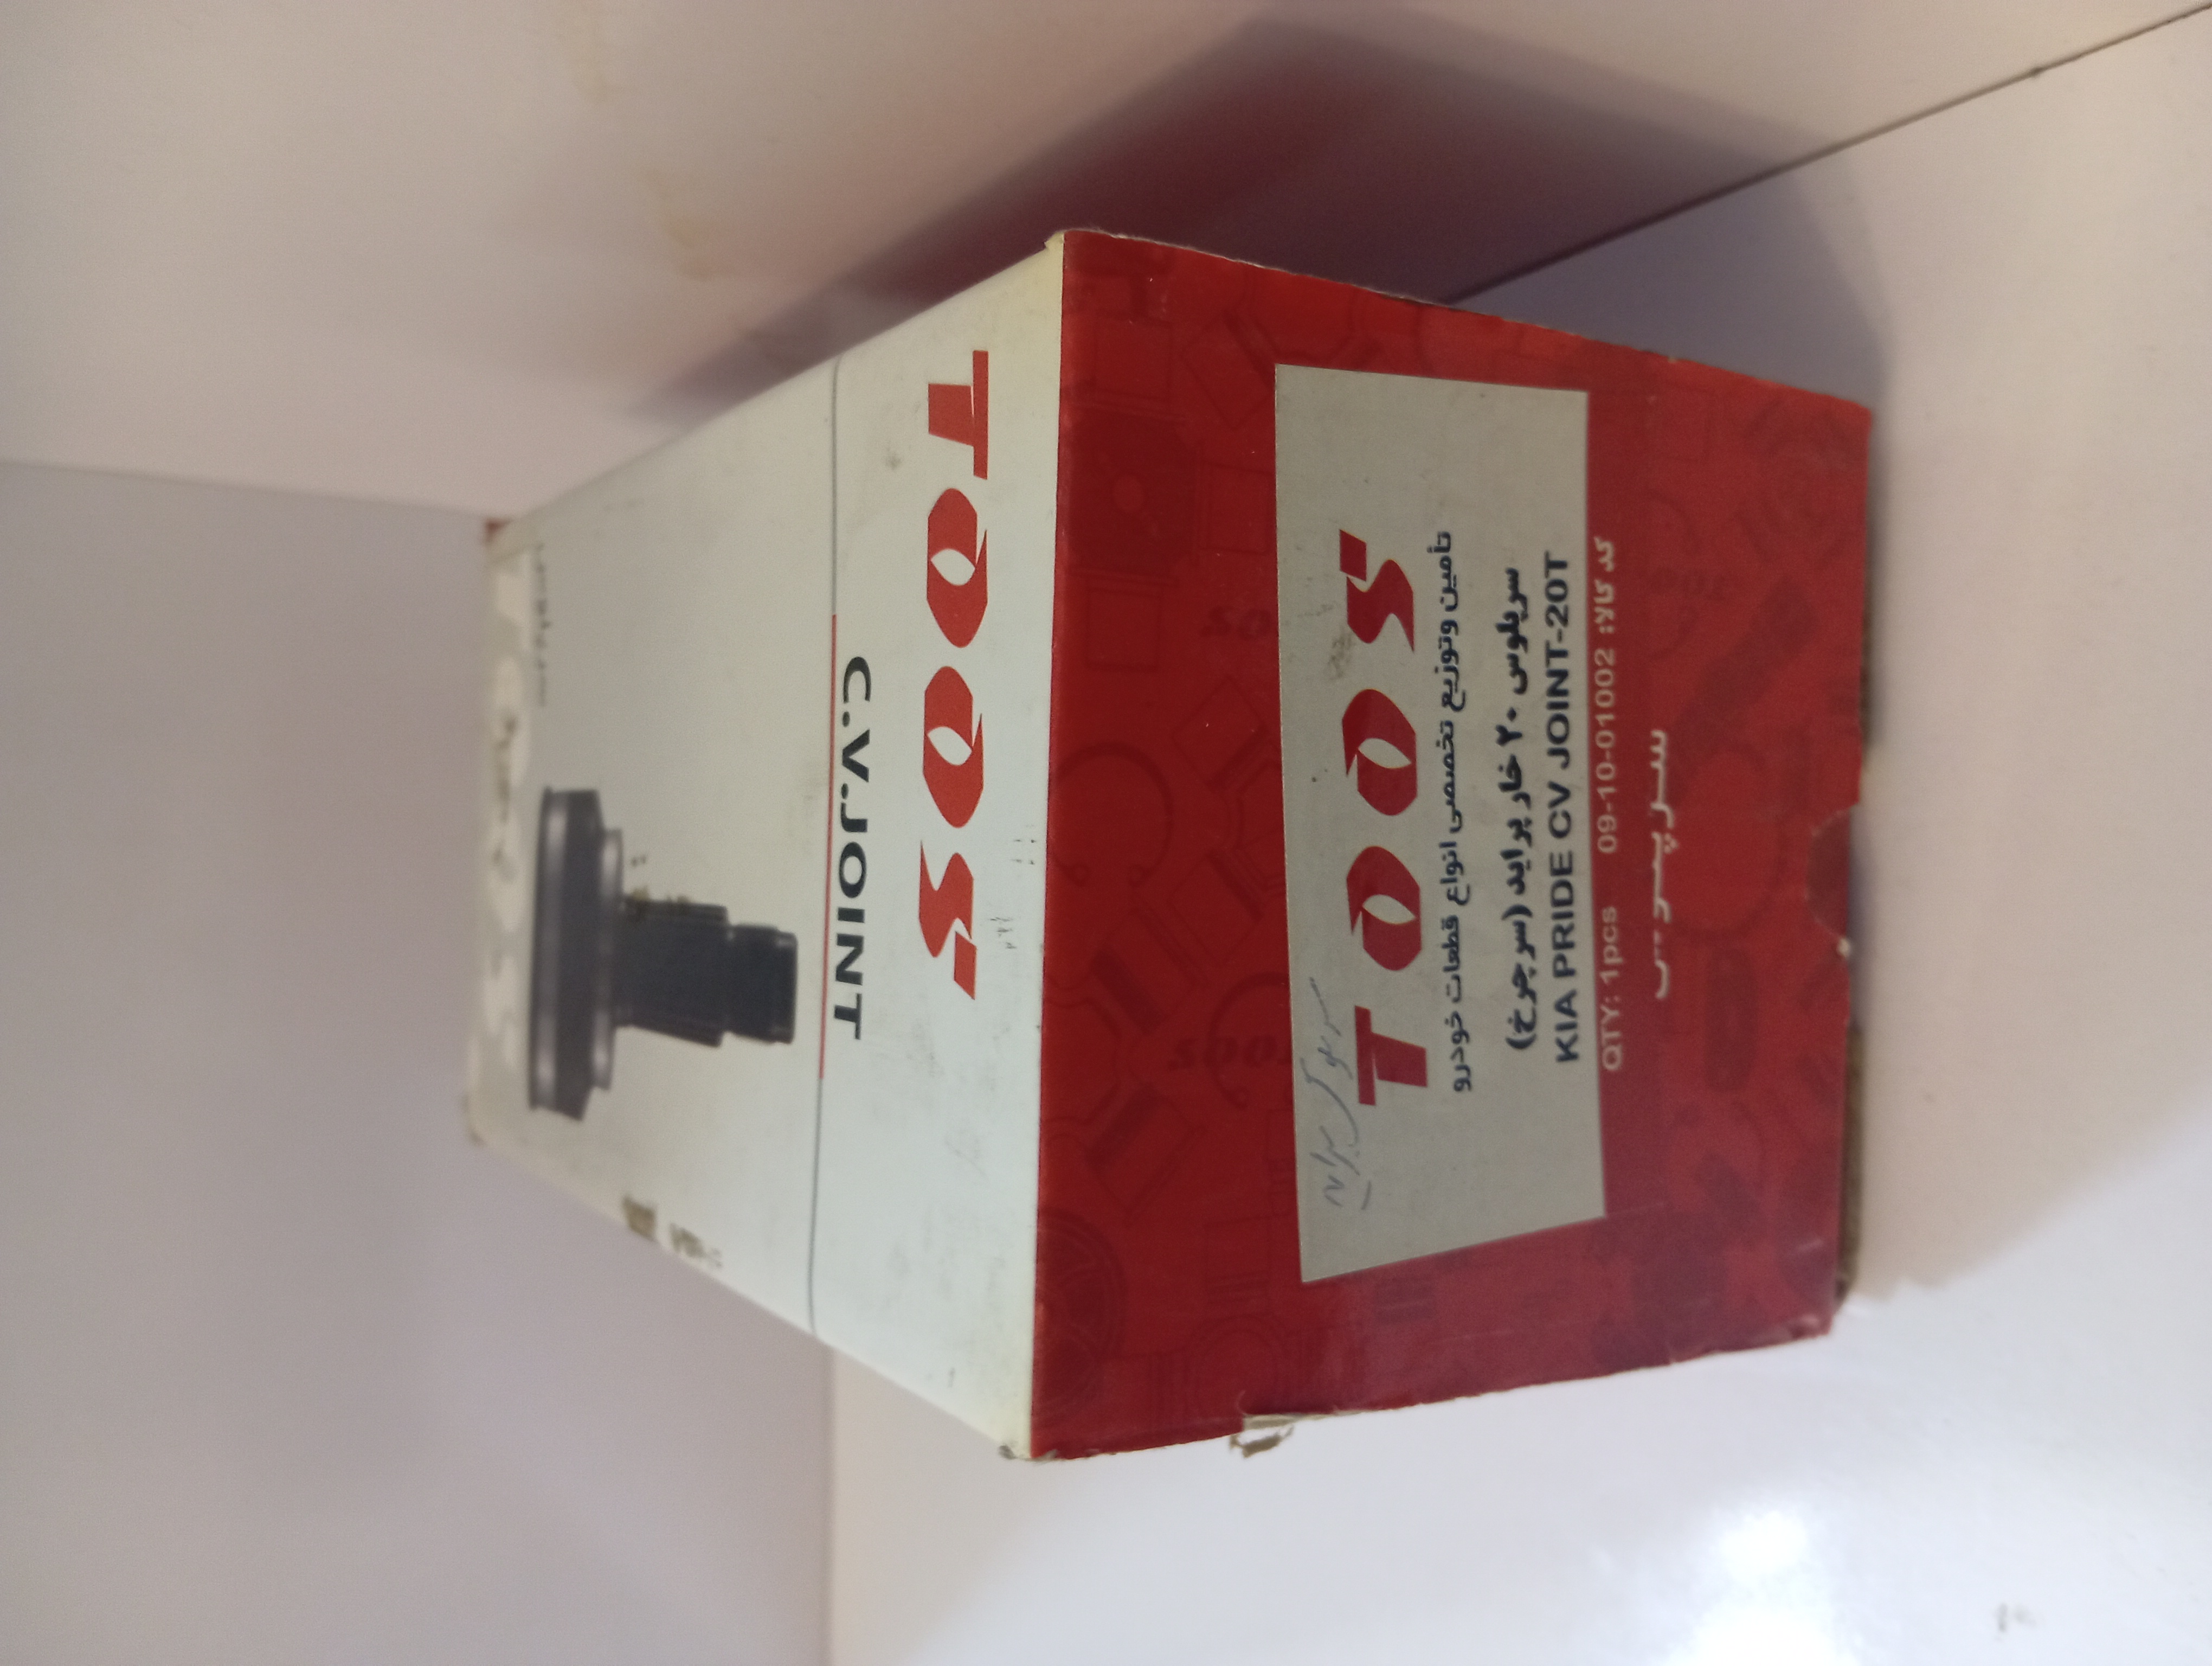 TOOS
C.V.JOINT
TOOS
تأمین وتوزیع تخصصی انواع قطعات خودرو
سرپلوس ۲۰ خار پراید (سرچرخ)
KIA PRIDE CV JOINT-20T
QTY: 1pcs 09-10-01002 :کد کالا